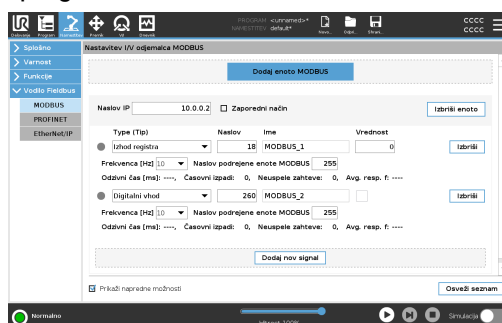 PROGRAM <unnamed>*
NAMESTITEV default*
Delovanje Program Namestitev Premik I/V Dnevnik Novo... Odpri... Shrani...
cccc
cccc
Splošno
Varnost
Funkcije
Vodilo Fieldbus
MODBUS
PROFINET
EtherNet/IP
Nastavitev I/V odjemalca MODBUS
Dodaj enoto MODBUS
Naslov IP 10.0.0.2 Zaporedni način Izbriši enoto
Type (Tip) Naslov Ime Vrednost
Izhod registra 18 MODBUS_1 0 Izbriši
Frekvenca [Hz] 10 Naslov podrejene enote MODBUS 255
Odzivni čas [ms]: ----, Časovni izpadi: 0, Neuspele zahteve: 0, Avg. resp. f: ----
Digitalni vhod 260 MODBUS_2 Izbriši
Frekvenca [Hz] 10 Naslov podrejene enote MODBUS 255
Odzivni čas [ms]: ----, Časovni izpadi: 0, Neuspele zahteve: 0, Avg. resp. f: ----
Dodaj nov signal
Prikaži napredne možnosti Osveži seznam
Normalno
Hitrost 100%
Simulacija